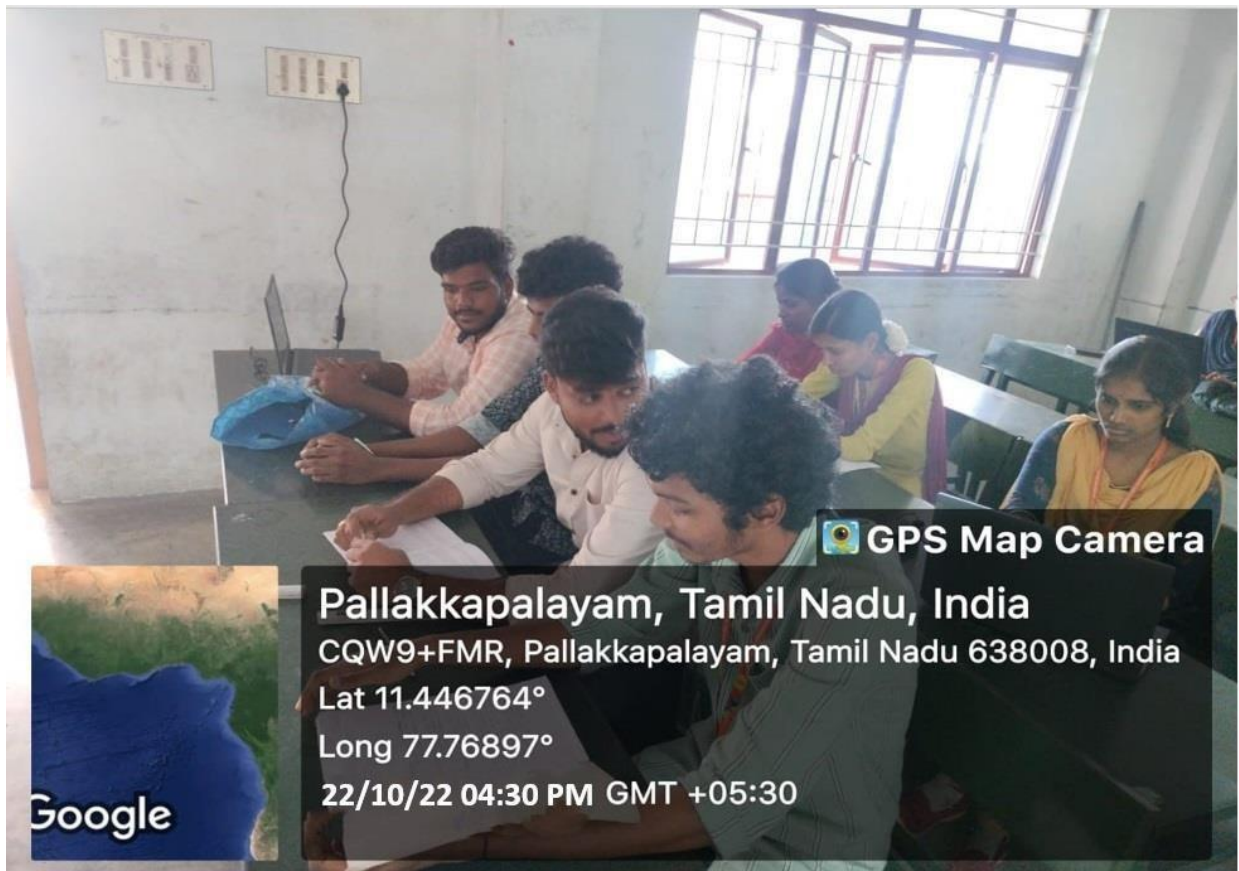 GPS Map Camera
Pallakkapalayam, Tamil Nadu, India
CQW9+FMR, Pallakkapalayam, Tamil Nadu 638008, India
Lat 11.446764°
Long 77.76897°
22/10/22 04:30 PM GMT +05:30
Google